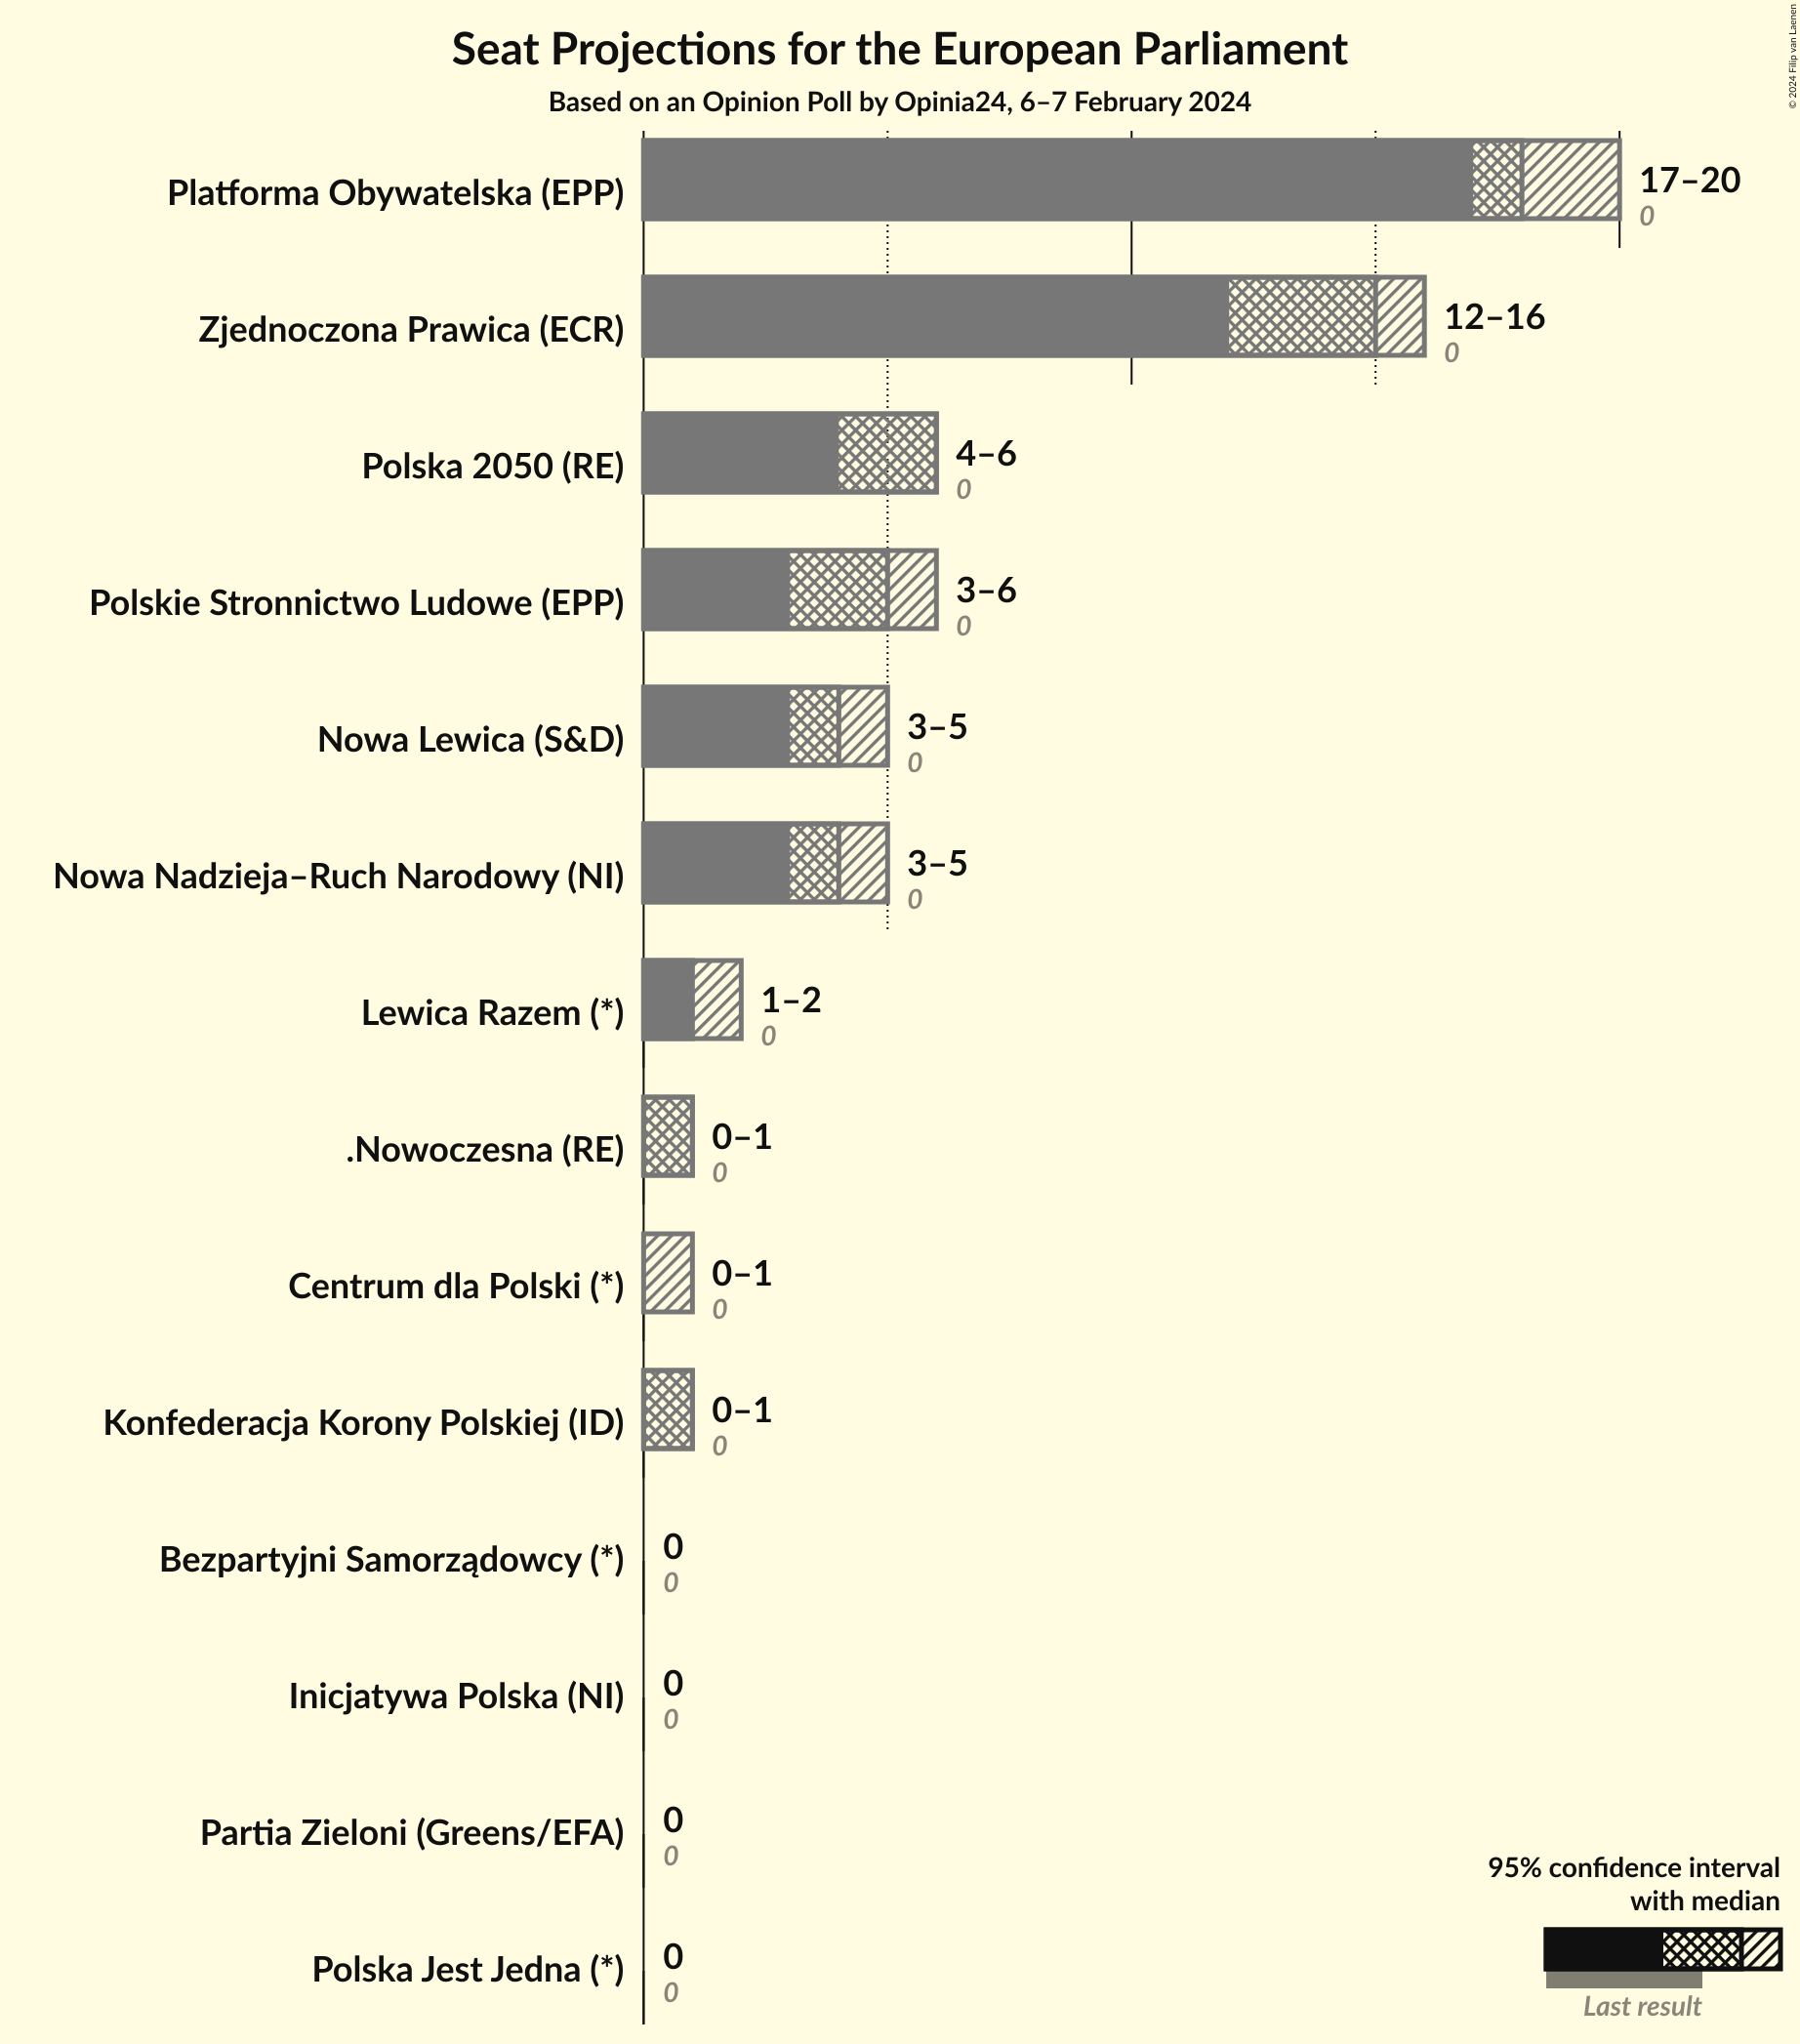 Seat Projections for the European Parliament
Based on an Opinion Poll by Opinia24, 6–7 February 2024
© 2024 Filip van Laenen
Platforma Obywatelska (EPP)
17–20
0
Zjednoczona Prawica (ECR)
12–16
0
Polska 2050 (RE)
4–6
0
Polskie Stronnictwo Ludowe (EPP)
3–6
0
Nowa Lewica (S&D)
3–5
0
Nowa Nadzieja–Ruch Narodowy (NI)
3–5
0
Lewica Razem (*)
1–2
0
.Nowoczesna (RE)
0–1
0
Centrum dla Polski (*)
0–1
0
Konfederacja Korony Polskiej (ID)
0–1
0
Bezpartyjni Samorządowcy (*)
0
0
Inicjatywa Polska (NI)
0
0
Partia Zieloni (Greens/EFA)
0
0
Polska Jest Jedna (*)
0
0
95% confidence interval
with median
Last result